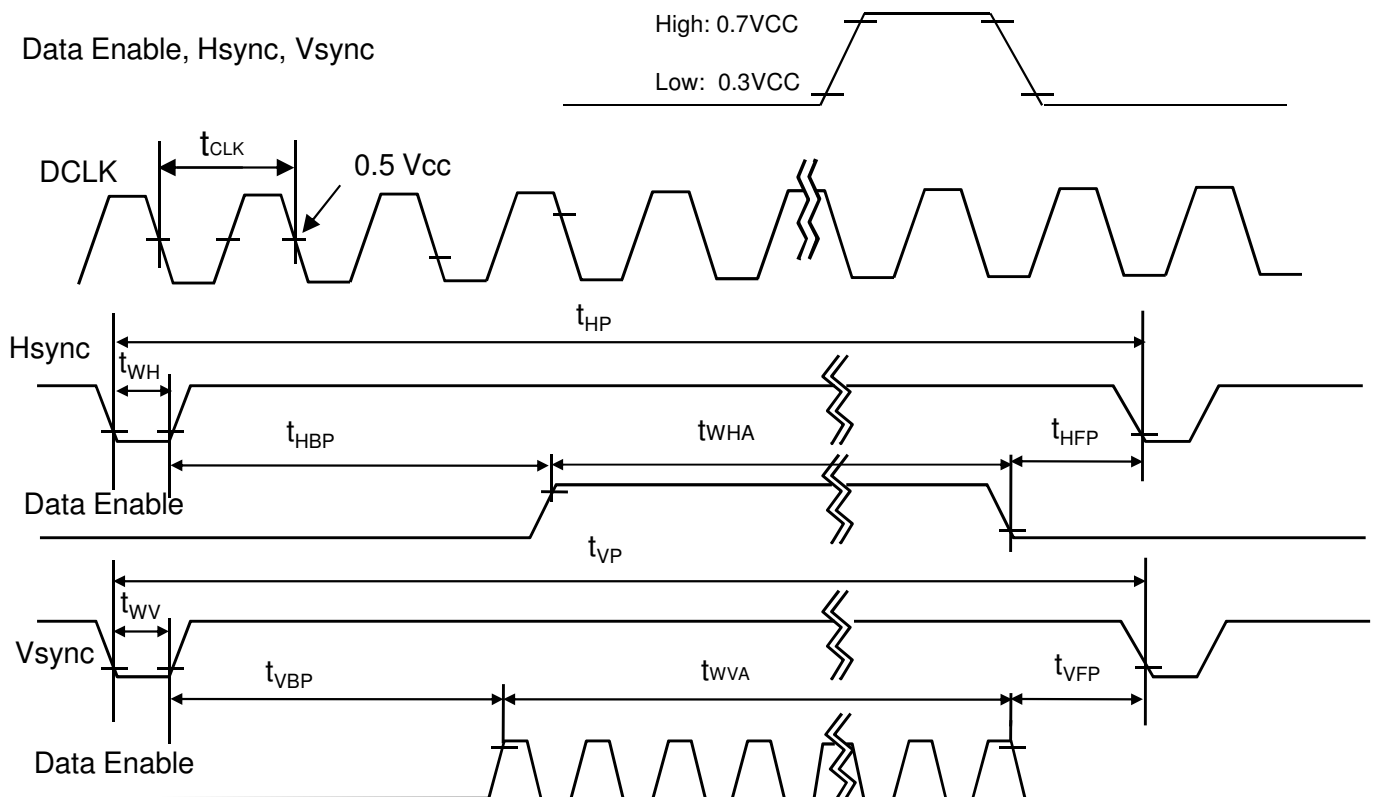 High: 0.7VCC
Data Enable, Hsync, Vsync
Low: 0.3VCC
tCLK
DCLK
0.5 Vcc
tHP
Hsync
tWH
tHBP
tWHA
tHFP
Data Enable
tVP
tWV
Vsync
tVBP
tWVA
tVFP
Data Enable